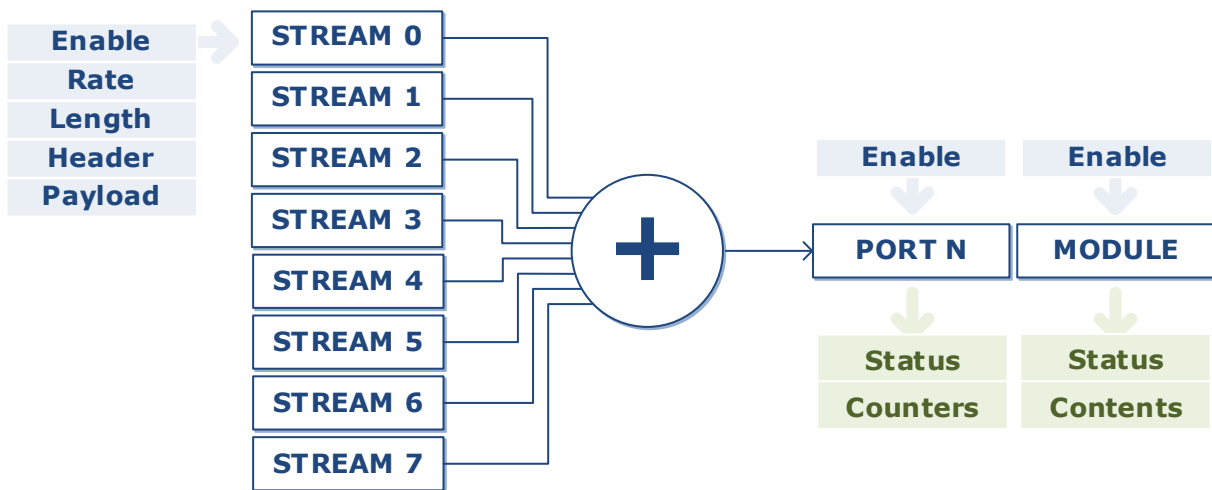 Enable
Rate
Length
Header
Payload
STREAM 0
STREAM 1
STREAM 2
STREAM 3
STREAM 4
STREAM 5
STREAM 6
STREAM 7
+
Enable
PORT N
Status
Counters
Enable
MODULE
Status
Contents